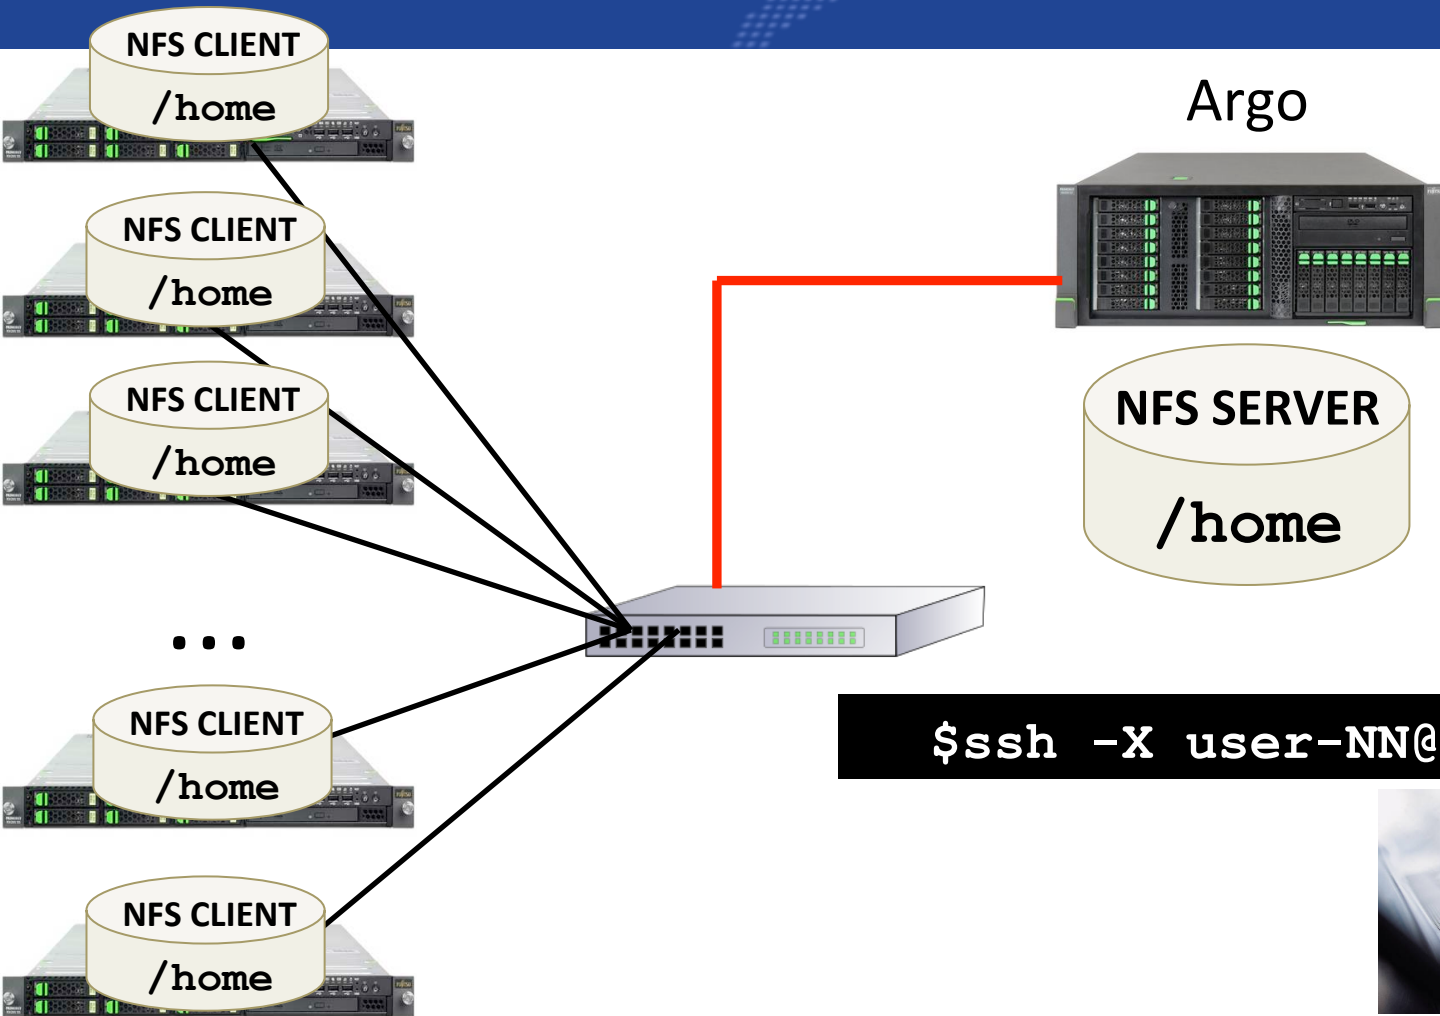 NFS CLIENT
/home
Argo
NFS CLIENT
/home
NFS CLIENT
/home
NFS SERVER
/home
...
NFS CLIENT
/home
$ssh -X user-NN@
NFS CLIENT
/home